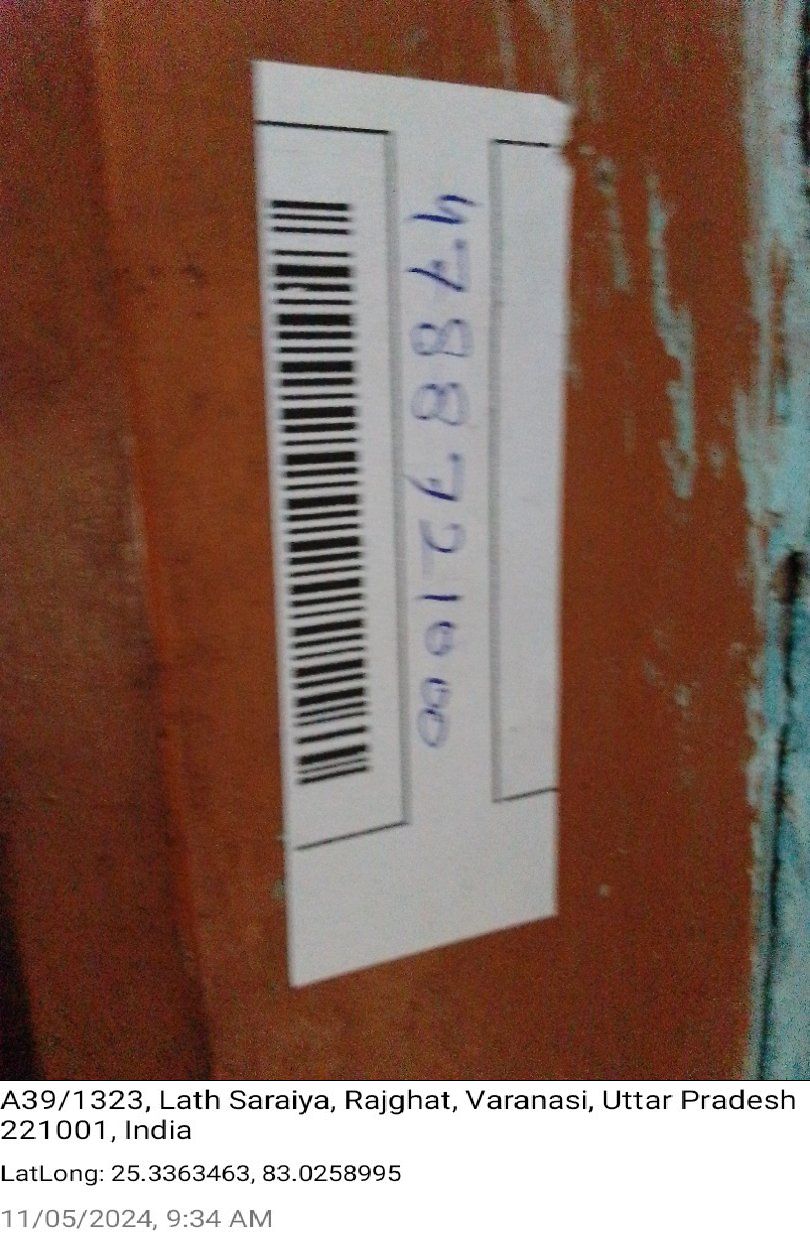 4788721000
A39/1323, Lath Saraiya, Rajghat, Varanasi, Uttar Pradesh
221001, India
LatLong: 25.3363463, 83.0258995
11/05/2024, 9:34 AM